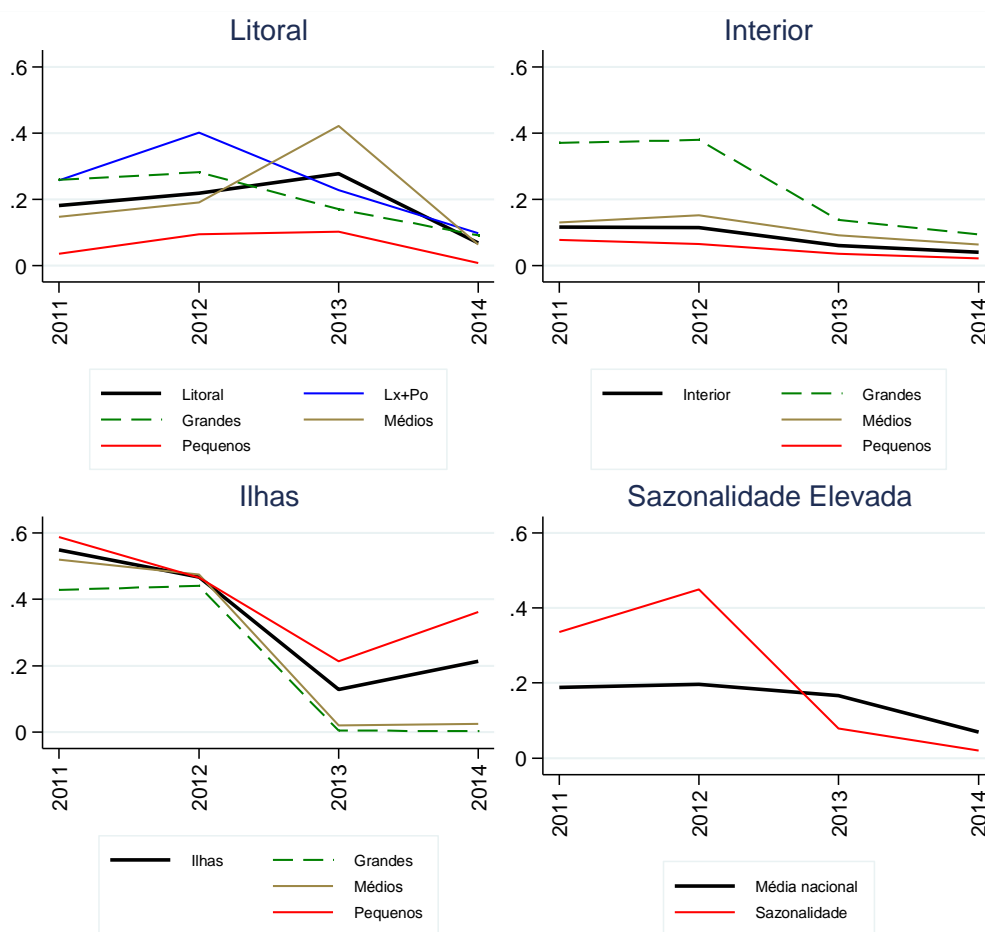 Litoral
.6
.4
.2
0
2011
2012
2013
2014
Litoral
Lx+Po
Grandes
Médios
Pequenos
Interior
.6
.4
.2
0
2011
2012
2013
2014
Interior
Grandes
Médios
Pequenos
Ilhas
.6
.4
.2
0
2011
2012
2013
2014
Ilhas
Grandes
Médios
Pequenos
Sazonalidade Elevada
.6
.4
.2
0
2011
2012
2013
2014
Média nacional
Sazonalidade